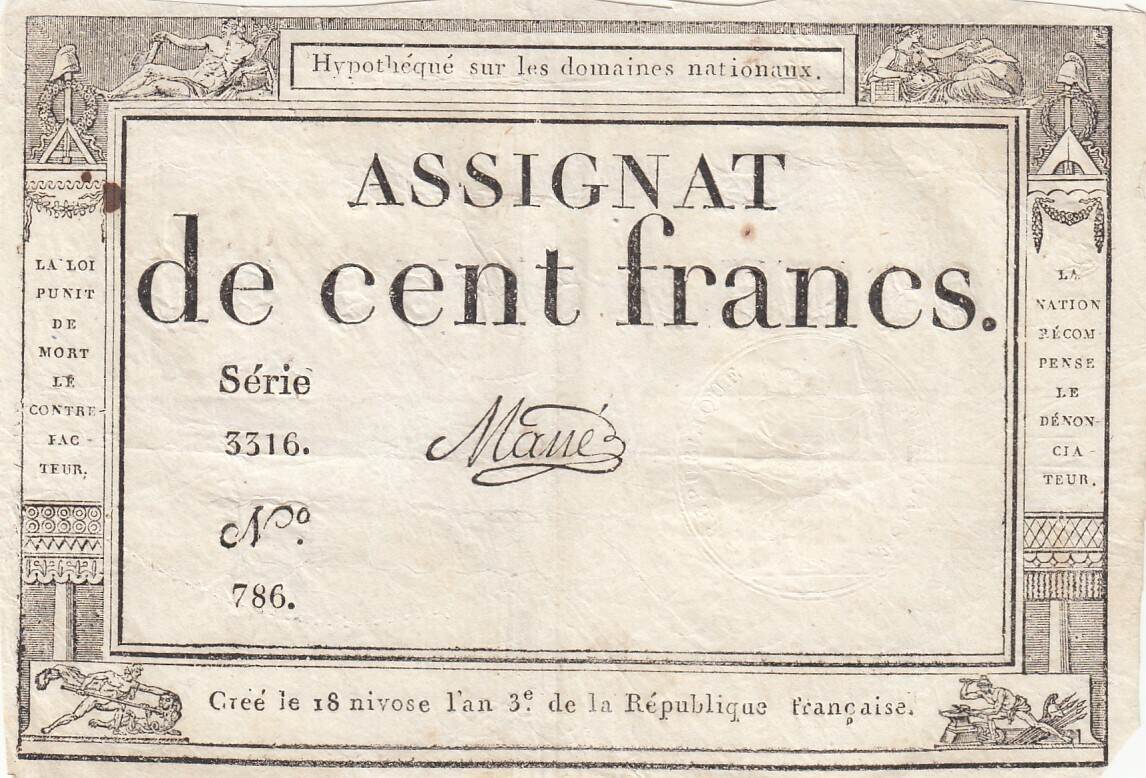 Hypothéqué sur les domaines nationaux.
ASSIGNAT
de cent francs.
LA LOI
PUNIT
DE
MORT
LE
CONTRE-
FAC-
TEUR.
Série
3316.
Manné
Nº.
786.
LA
NATION
RÉCOM-
PENSE
LE
DÉNON-
CIA-
TEUR.
Créé le 18 nivose l'an 3e. de la République française.